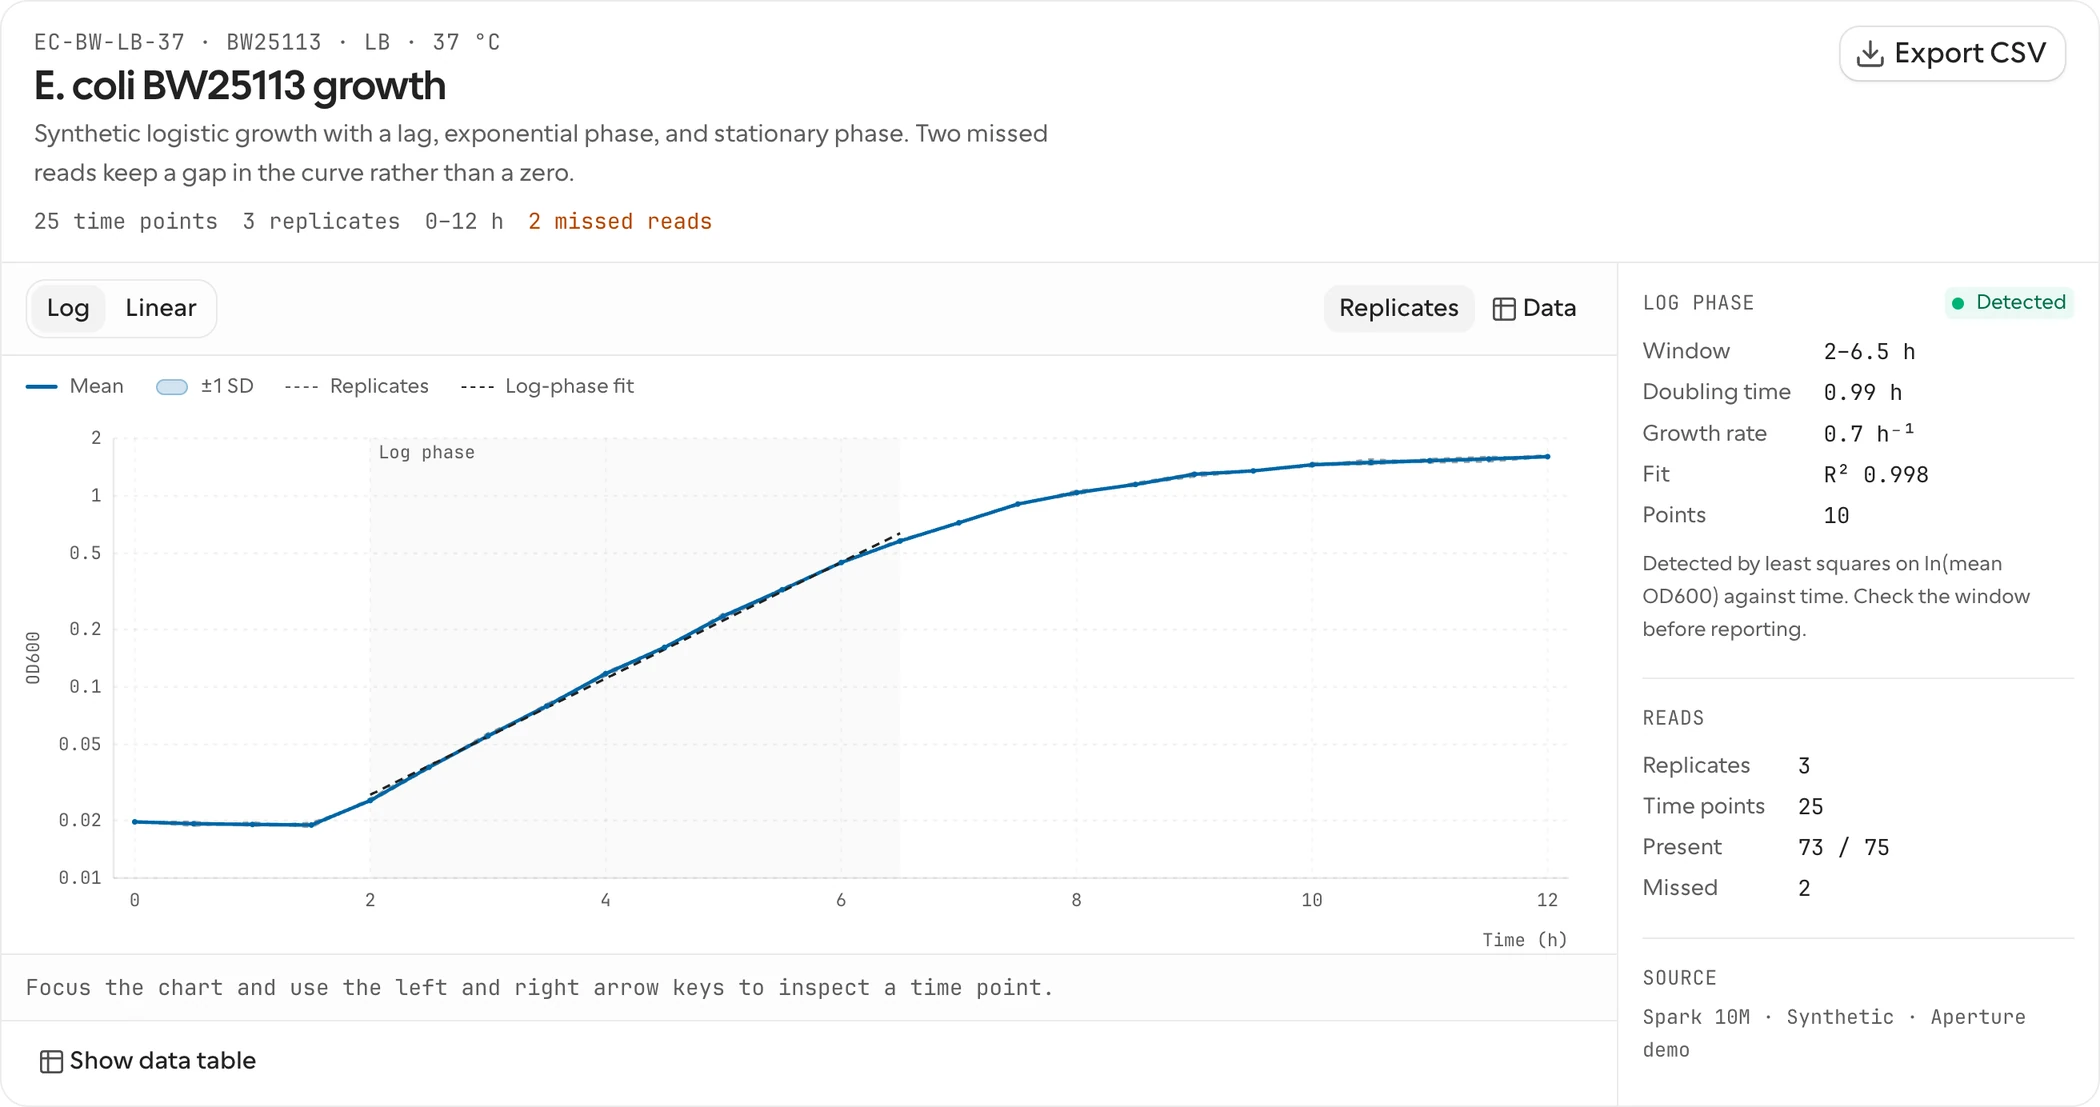 EC-BW-LB-37 · BW25113 · LB · 37 °C
E. coli BW25113 growth
Synthetic logistic growth with a lag, exponential phase, and stationary phase. Two missed
reads keep a gap in the curve rather than a zero.
25 time points 3 replicates 0–12 h 2 missed reads
Export CSV
Log Linear
Replicates Data
Mean ±1 SD Replicates Log-phase fit
Log phase
2
1
0.5
0.2
0.1
0.05
0.02
0.01
OD600
0 2 4 6 8 10 12
Time (h)
Focus the chart and use the left and right arrow keys to inspect a time point.
Show data table
LOG PHASE Detected
Window 2–6.5 h
Doubling time 0.99 h
Growth rate 0.7 h⁻¹
Fit R² 0.998
Points 10
Detected by least squares on ln(mean
OD600) against time. Check the window
before reporting.
READS
Replicates 3
Time points 25
Present 73 / 75
Missed 2
SOURCE
Spark 10M · Synthetic · Aperture
demo